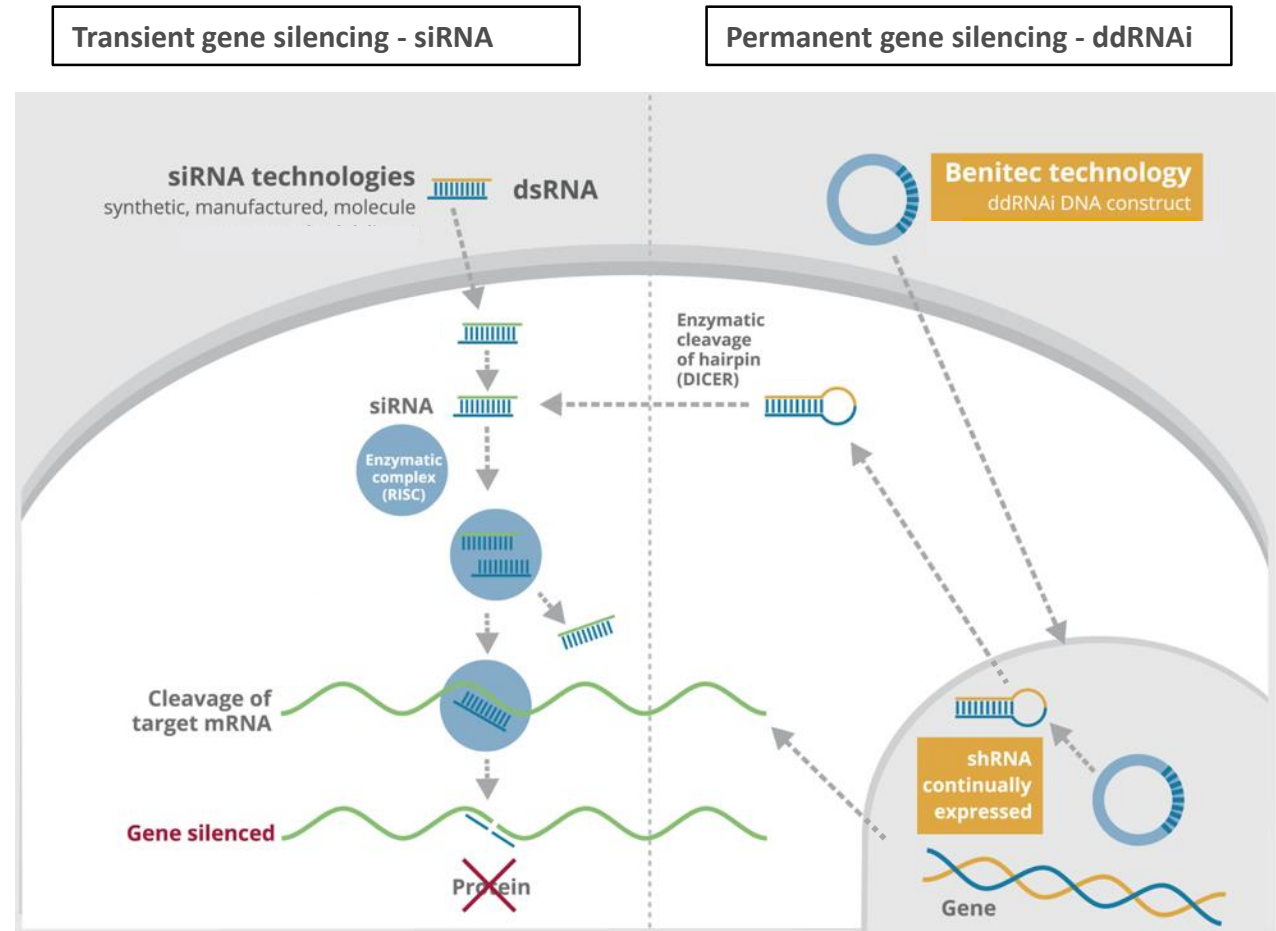 Transient gene silencing - siRNA
Permanent gene silencing - ddRNAi
siRNA technologies
synthetic, manufactured, molecule
dsRNA
Benitec technology
ddRNAi DNA construct
Enzymatic
cleavage
of hairpin
(DICER)
siRNA
Enzymatic
complex
(RISC)
Cleavage of
target mRNA
shRNA
continually
expressed
Gene silenced
Protein
Gene